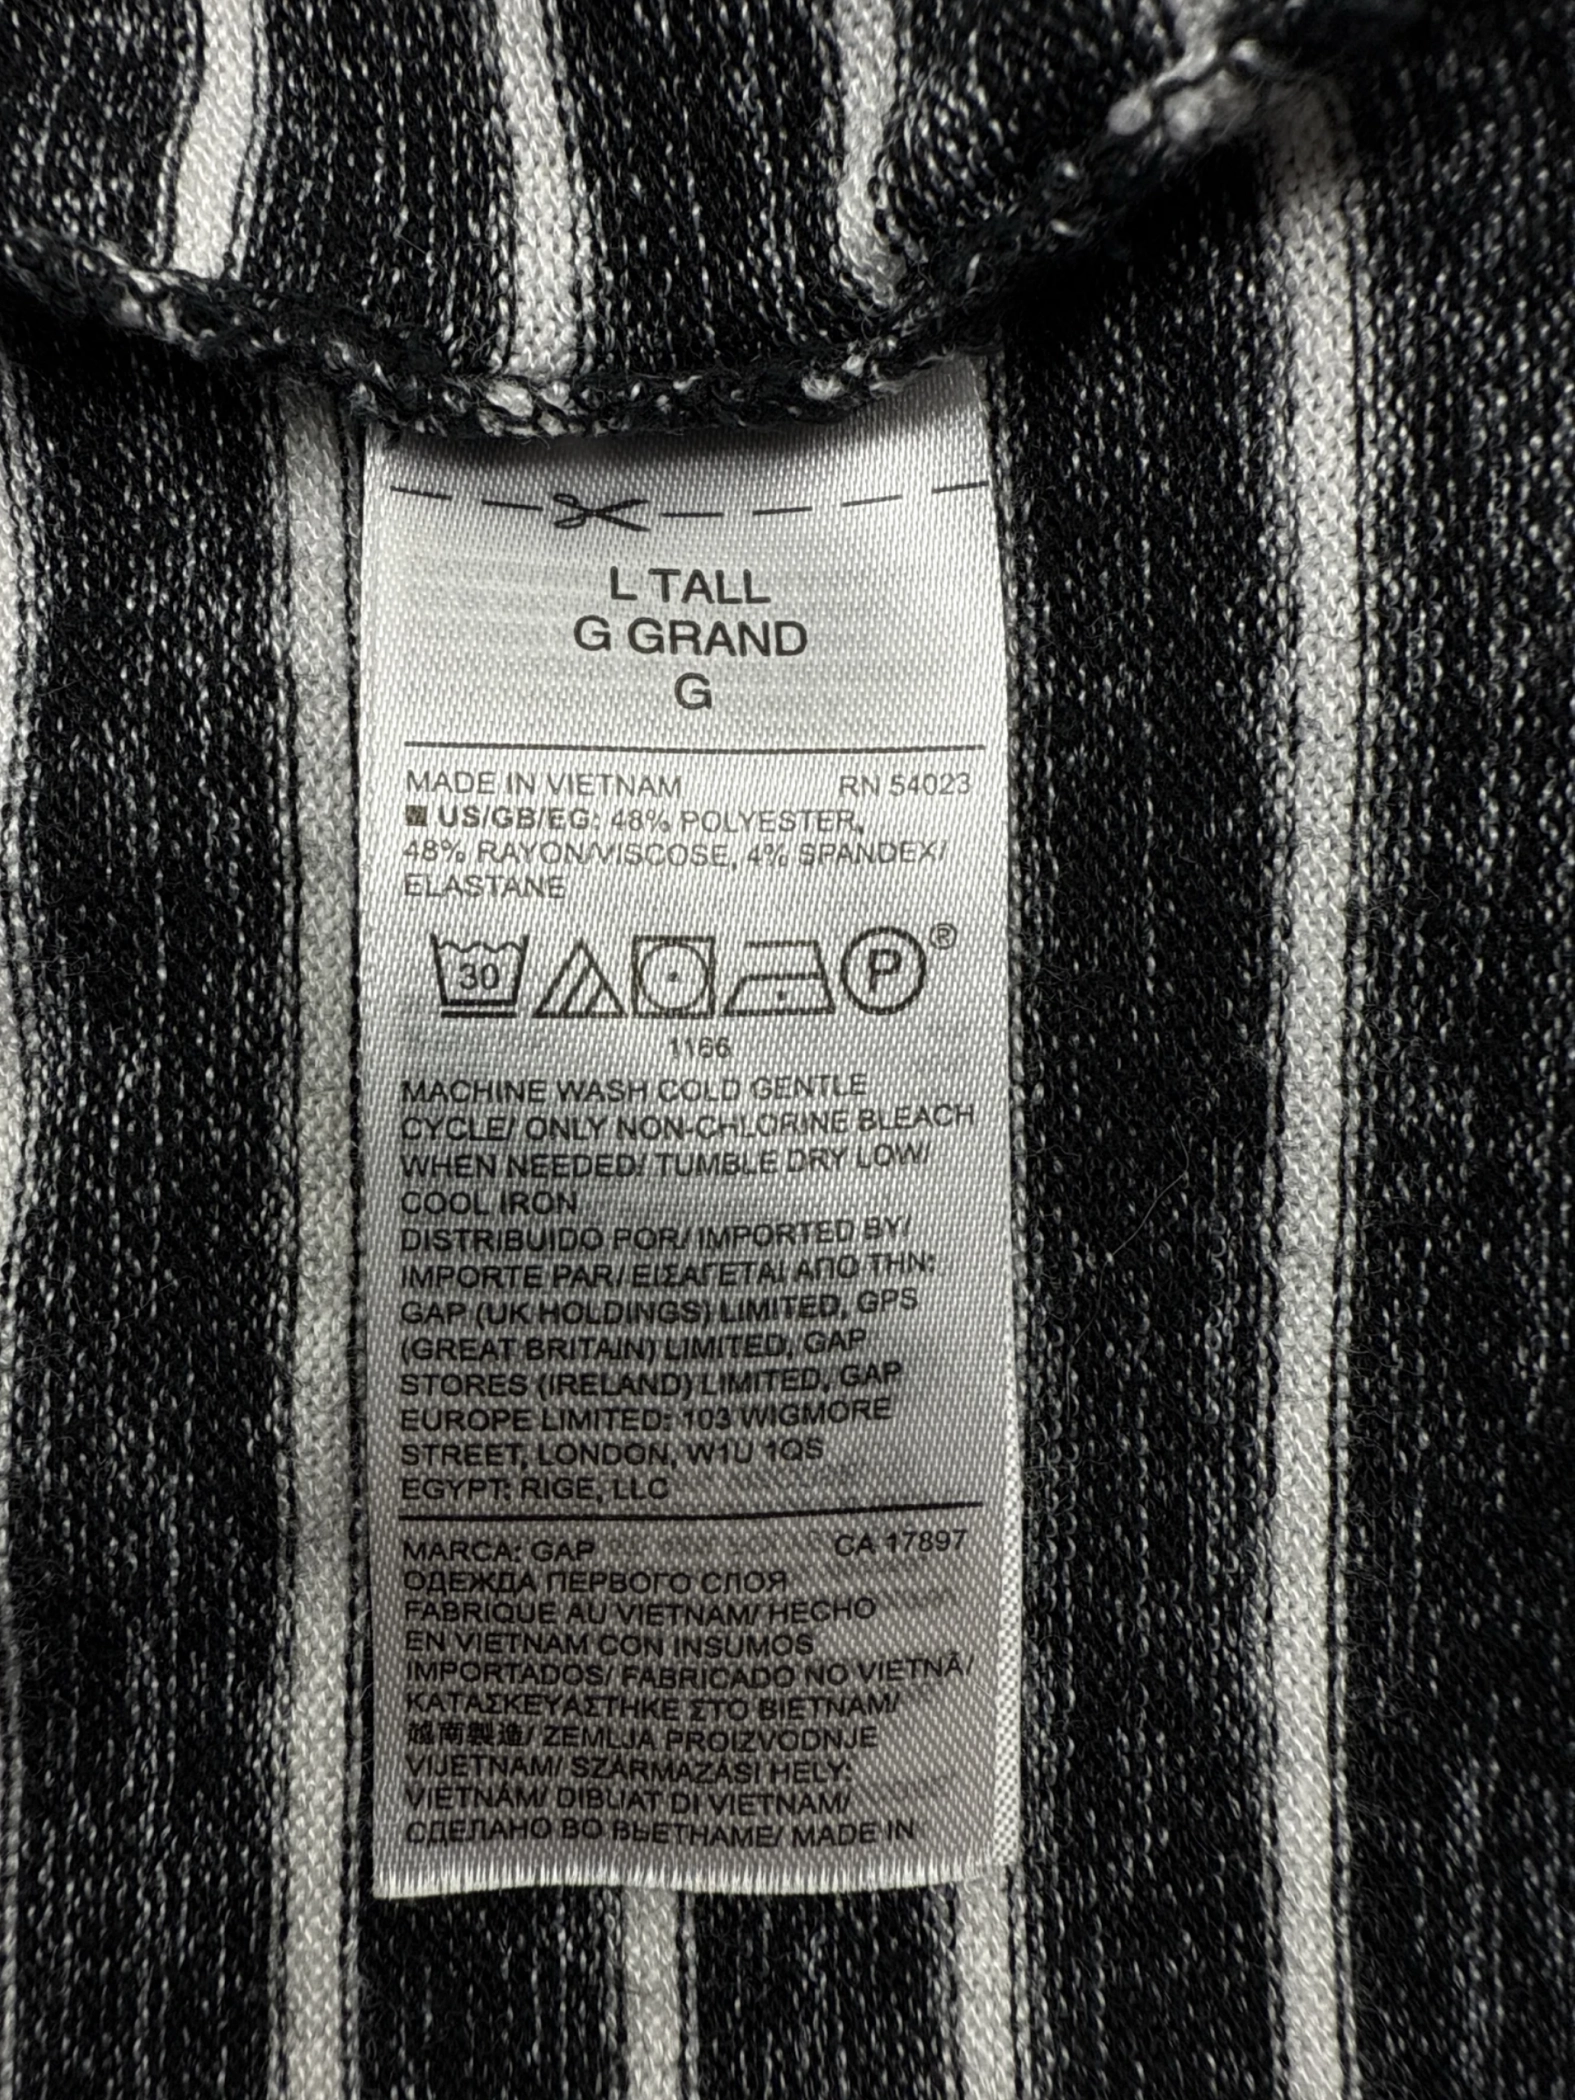 L TALL
G GRAND
G
MADE IN VIETNAM RN 54023
US/GB/EG: 48% POLYESTER,
48% RAYON/VISCOSE, 4% SPANDEX/
ELASTANE
30 P®
1166
MACHINE WASH COLD GENTLE
CYCLE/ ONLY NON-CHLORINE BLEACH
WHEN NEEDED/ TUMBLE DRY LOW/
COOL IRON
DISTRIBUIDO POR/ IMPORTED BY/
IMPORTE PAR/ ΕΙΣΑΓΕΤΑΙ ΑΠΟ ΤΗΝ:
GAP (UK HOLDINGS) LIMITED, GPS
(GREAT BRITAIN) LIMITED, GAP
STORES (IRELAND) LIMITED, GAP
EUROPE LIMITED: 103 WIGMORE
STREET, LONDON, W1U 1QS
EGYPT: RIGE, LLC
MARCA: GAP CA 17897
ОДЕЖДА ПЕРВОГО СЛОЯ
FABRIQUE AU VIETNAM/ HECHO
EN VIETNAM CON INSUMOS
IMPORTADOS/ FABRICADO NO VIETNÃ/
ΚΑΤΑΣΚΕΥΑΣΤΗΚΕ ΣΤΟ ΒΙΕΤΝΑΜ/
越南製造/ ZEMLJA PROIZVODNJE
VIJETNAM/ SZÁRMAZÁSI HELY:
VIETNÁM/ DIBUAT DI VIETNAM/
СДЕЛАНО ВО ВЬЕТНАМЕ/ MADE IN